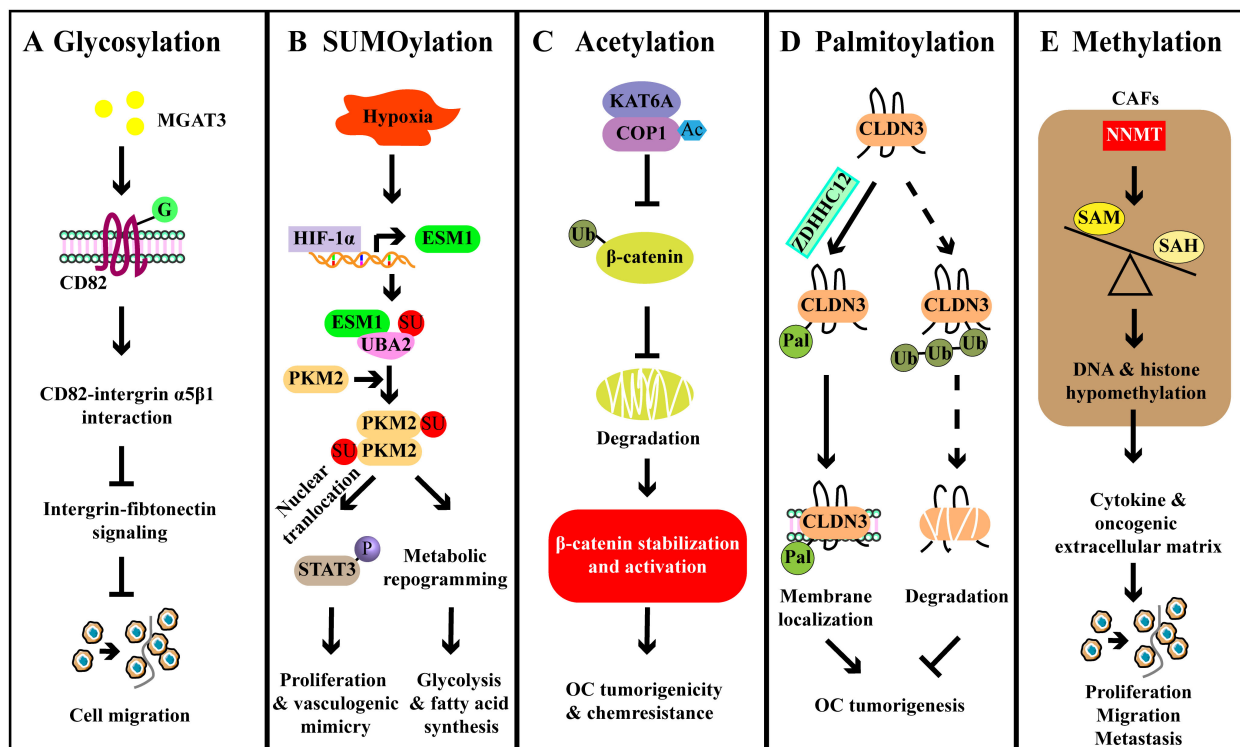 A Glycosylation
MGAT3
G
CD82
CD82-intergrin α5β1
interaction
Intergrin-fibtonectin
signaling
Cell migration
B SUMOylation
Hypoxia
HIF-1α
ESM1
ESM1
SU
UBA2
PKM2
PKM2
SU
SU
PKM2
Nuclear
tranlocation
P
STAT3
Metabolic
repogramming
Proliferation
& vasculogenic
mimicry
Glycolysis
& fatty acid
synthesis
C Acetylation
KAT6A
COP1
Ac
Ub
β-catenin
Degradation
β-catenin stabilization
and activation
OC tumorigenicity
& chemresistance
D Palmitoylation
CLDN3
ZDHHC12
CLDN3
Pal
CLDN3
Ub
Ub
Ub
CLDN3
Pal
Membrane
localization
Degradation
OC tumorigenesis
E Methylation
CAFs
NNMT
SAM
SAH
DNA & histone
hypomethylation
Cytokine &
oncogenic
extracellular matrix
Proliferation
Migration
Metastasis